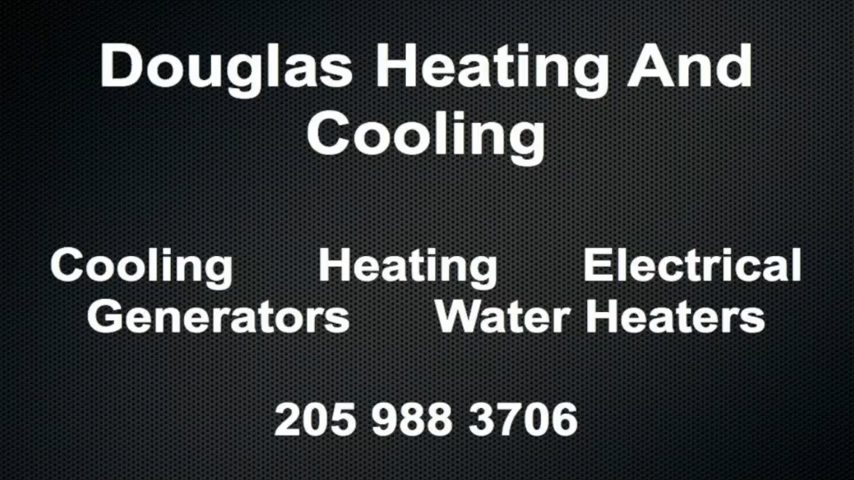 Douglas Heating And
Cooling
Cooling Heating Electrical
Generators Water Heaters
205 988 3706